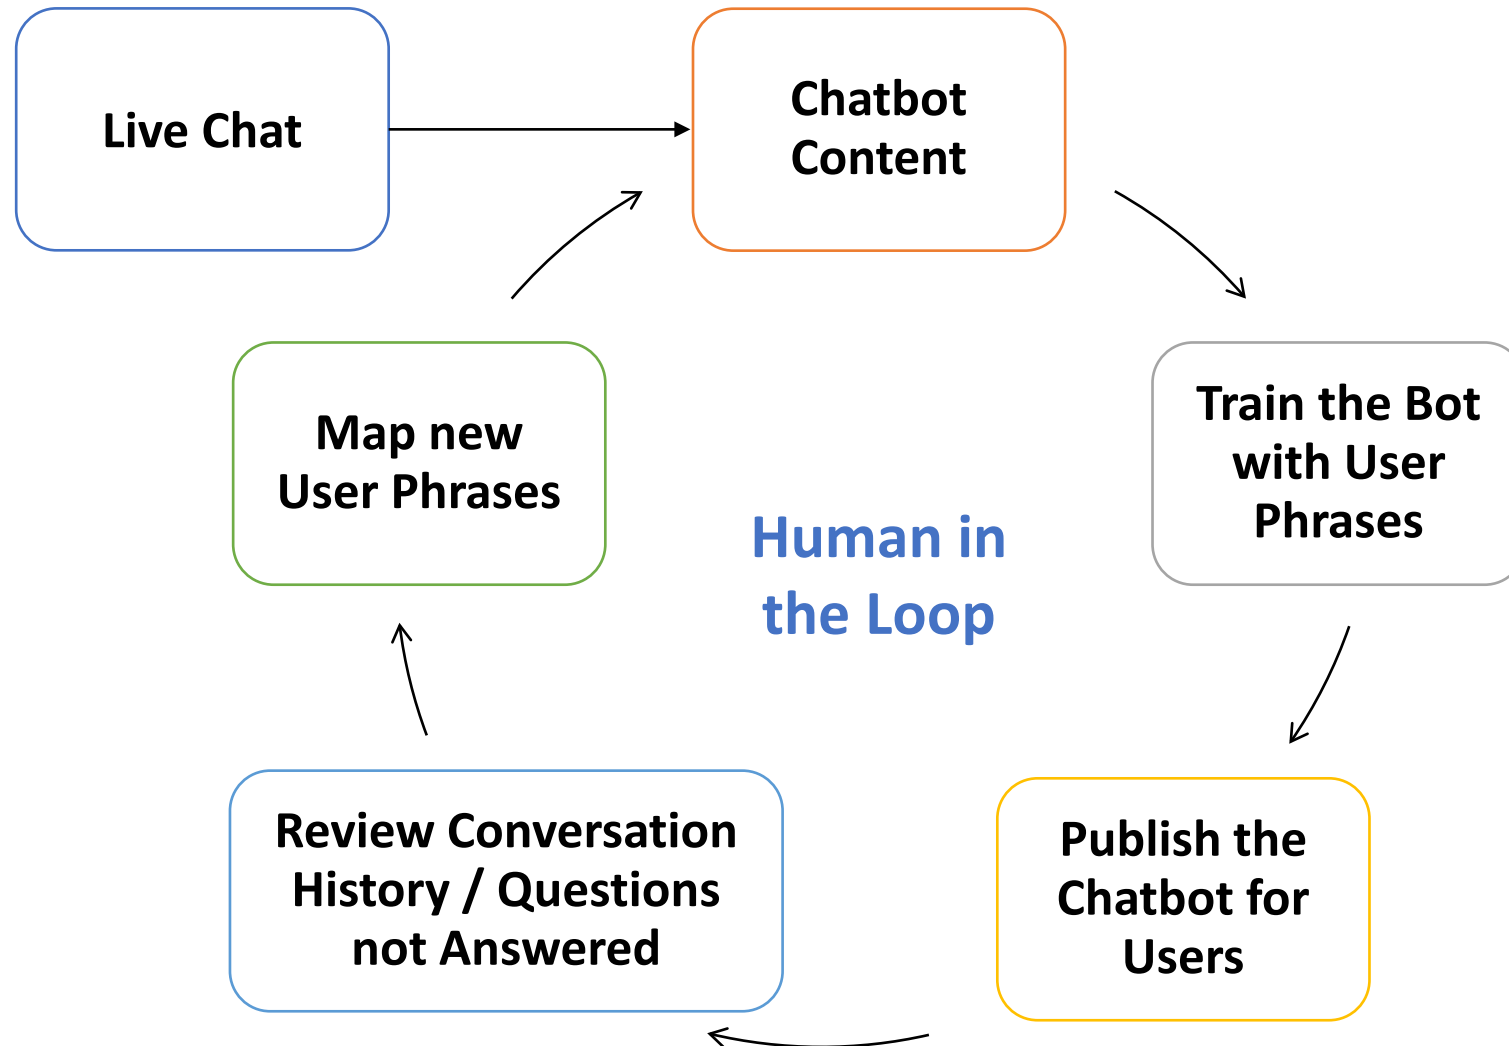 Live Chat
Chatbot
Content
Map new
User Phrases
Train the Bot
with User
Phrases
Human in
the Loop
Review Conversation
History / Questions
not Answered
Publish the
Chatbot for
Users